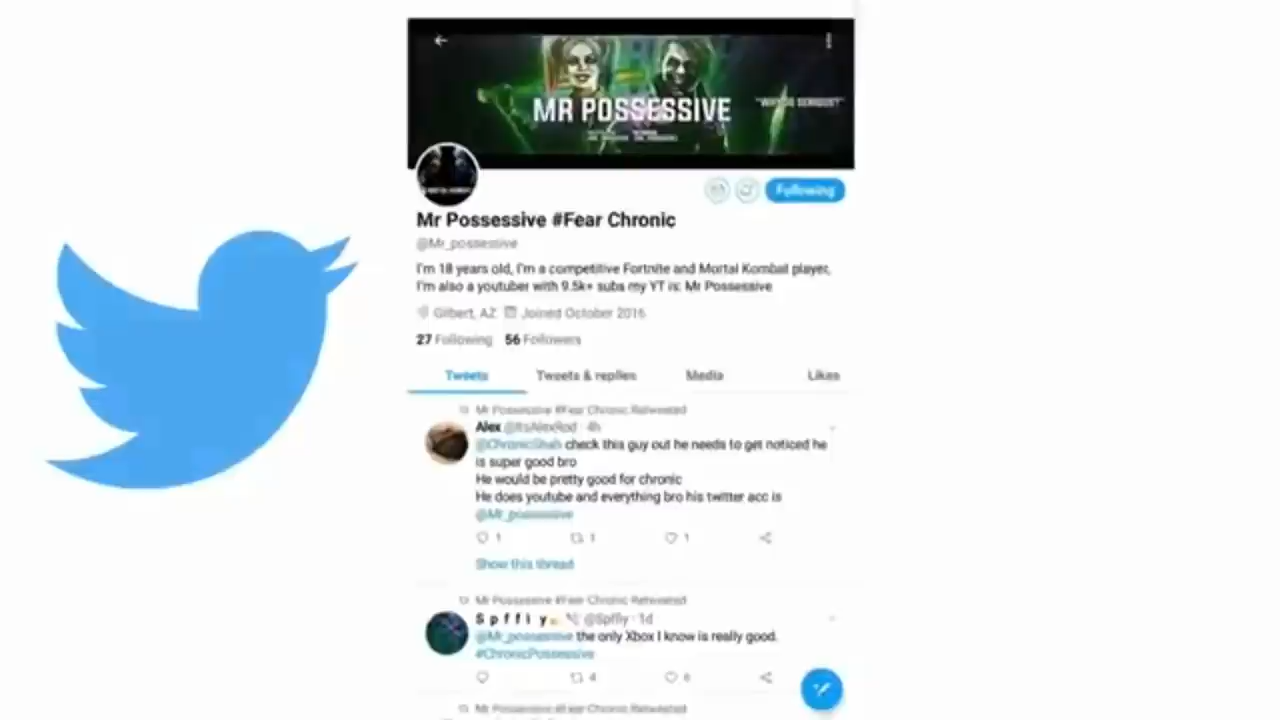 MR POSSESSIVE
"WHY SO SERIOUS?"
Following
Mr Possessive #Fear Chronic
@Mr_possessive
I'm 18 years old, I'm a competitive Fortnite and Mortal Kombat player,
I'm also a youtuber with 9.5k+ subs my YT is: Mr Possessive
Gilbert, AZ Joined October 2016
27 Following 56 Followers
Tweets Tweets & replies Media Likes
Mr Possessive #Fear Chronic Retweeted
Alex @ItsAlexRod · 4h
@ChronicShah check this guy out he needs to get noticed he
is super good bro
He would be pretty good for chronic
He does youtube and everything bro his twitter acc is
@Mr_possessive
1 1 1
Show this thread
Mr Possessive #Fear Chronic Retweeted
S p f f i y @Spffiy · 1d
@Mr_possessive the only Xbox I know is really good.
#ChronicPossessive
4 6
Mr Possessive #Fear Chronic Retweeted